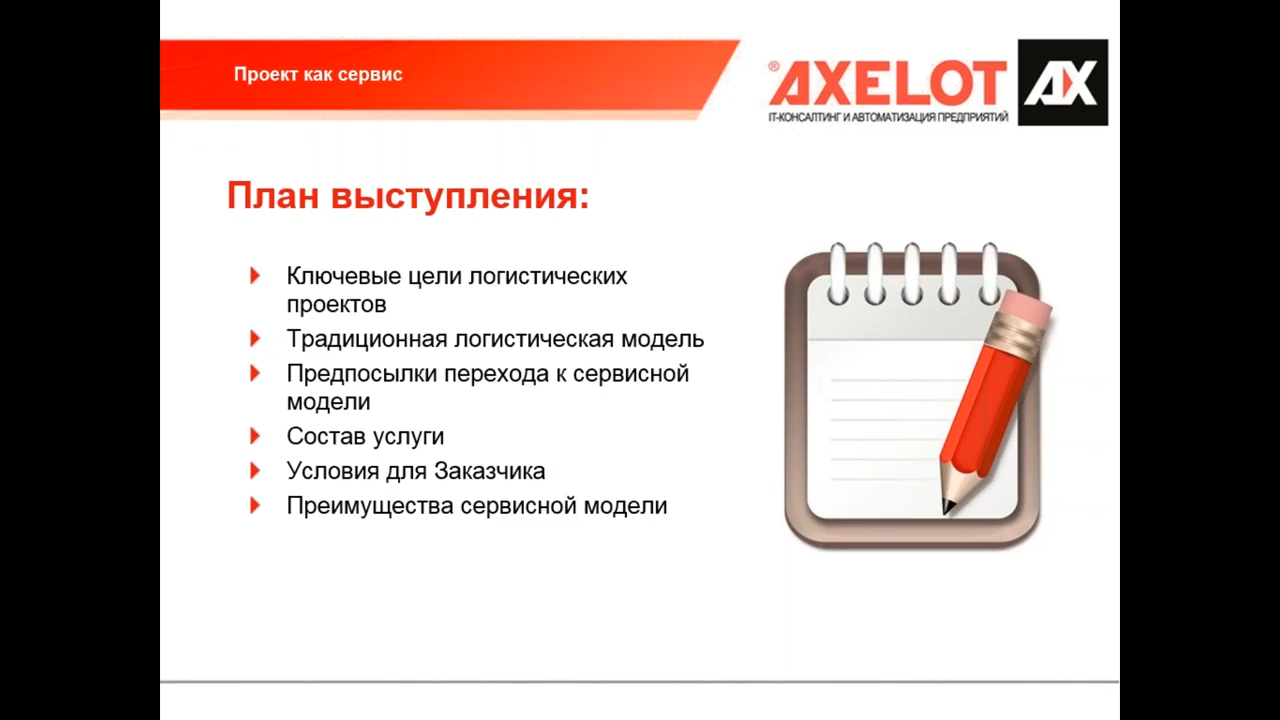 Проект как сервис
® AXELOT AX
IT-КОНСАЛТИНГ И АВТОМАТИЗАЦИЯ ПРЕДПРИЯТИЙ
План выступления:
Ключевые цели логистических
проектов
Традиционная логистическая модель
Предпосылки перехода к сервисной
модели
Состав услуги
Условия для Заказчика
Преимущества сервисной модели